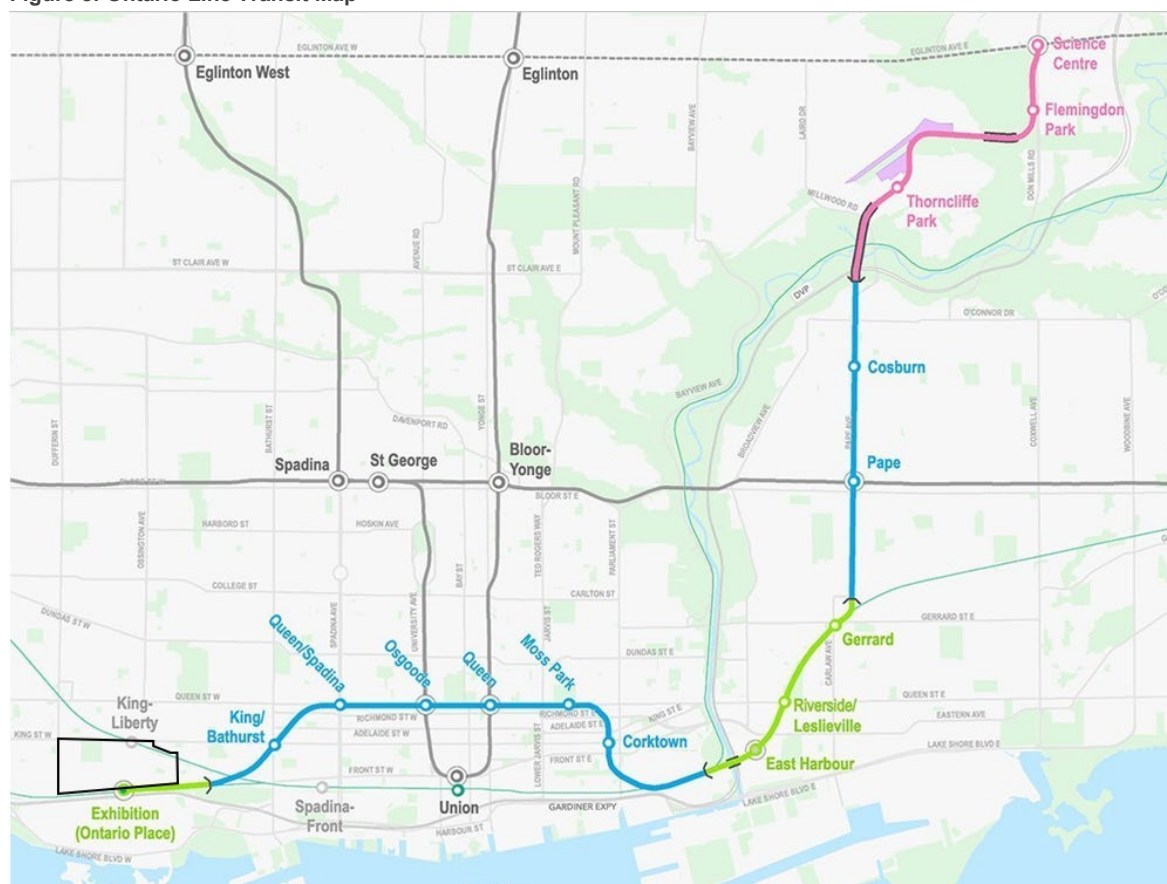 EGLINTON AVE W
EGLINTON AVE E
Science
Centre
Eglinton West
Eglinton
Flemingdon
Park
BAYVIEW AVE
LAIRD DR
DON MILLS RD
MILLWOOD RD
Thorncliffe
Park
MOUNT PLEASANT RD
AVENUE RD
ST CLAIR AVE W
ST CLAIR AVE E
DVP
O'CONNOR DR
Cosburn
BAYVIEW AVE
BROADVIEW AVE
PAPE AVE
COXWELL AVE
WOODBINE AVE
DUFFERIN ST
BATHURST ST
DAVENPORT RD
YONGE ST
Spadina
St George
Bloor-
Yonge
Pape
BLOOR ST E
OSSINGTON AVE
HARBORD ST
HOSKIN AVE
BAY ST
TED ROGERS WAY
PARLIAMENT ST
COLLEGE ST
CARLTON ST
DUNDAS ST W
SPADINA AVE
UNIVERSITY AVE
JARVIS ST
GERRARD ST E
Gerrard
CARLAW AVE
Queen/Spadina
Osgoode
Queen
Moss Park
DUNDAS ST E
QUEEN ST W
QUEEN ST E
King-
Liberty
King/
Bathurst
RICHMOND ST W
RICHMOND ST E
ADELAIDE ST W
ADELAIDE ST E
KING ST E
Riverside/
Leslieville
EASTERN AVE
KING ST W
Corktown
LOWER JARVIS ST
FRONT ST W
FRONT ST E
LAKE SHORE BLVD E
East Harbour
Exhibition
(Ontario Place)
Spadina-
Front
Union
GARDINER EXPY
LAKE SHORE BLVD E
HARBOUR ST
LAKE SHORE BLVD W